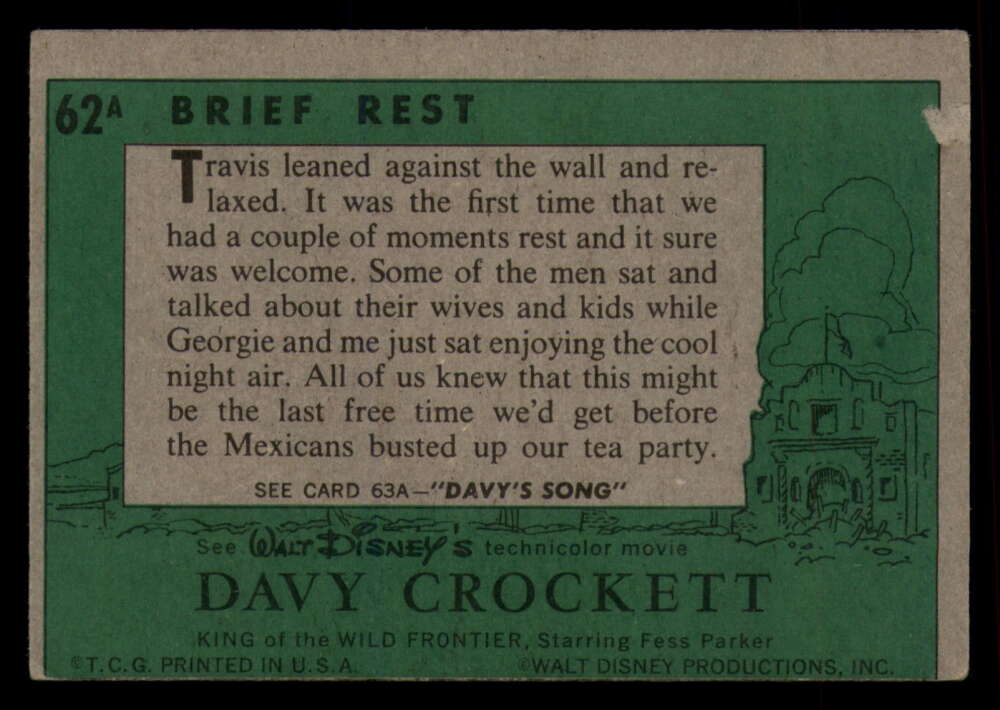 62A BRIEF REST
Travis leaned against the wall and re-
laxed. It was the first time that we
had a couple of moments rest and it sure
was welcome. Some of the men sat and
talked about their wives and kids while
Georgie and me just sat enjoying the cool
night air. All of us knew that this might
be the last free time we'd get before
the Mexicans busted up our tea party.
SEE CARD 63A—"DAVY'S SONG"
See WALT DISNEY'S technicolor movie
DAVY CROCKETT
KING of the WILD FRONTIER, Starring Fess Parker
©T.C.G. PRINTED IN U.S.A. ©WALT DISNEY PRODUCTIONS, INC.